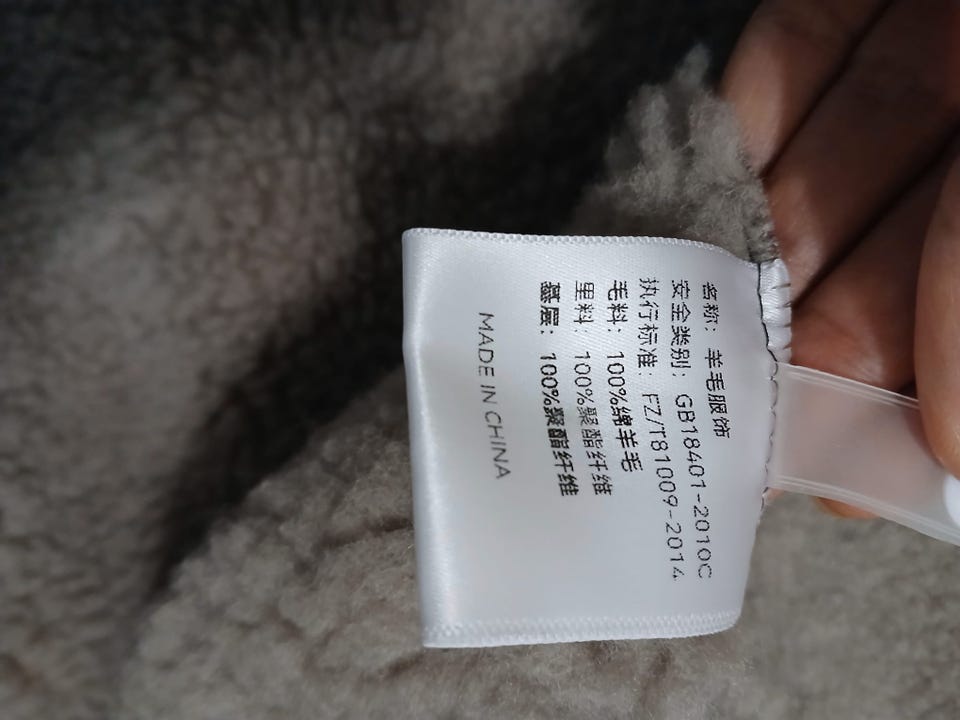 名称：羊毛服饰
安全类别：GB18401-2010C
执行标准：FZ/T81009-2014
毛料：100%绵羊毛
里料：100%聚酯纤维
基层：100%聚酯纤维
MADE IN CHINA